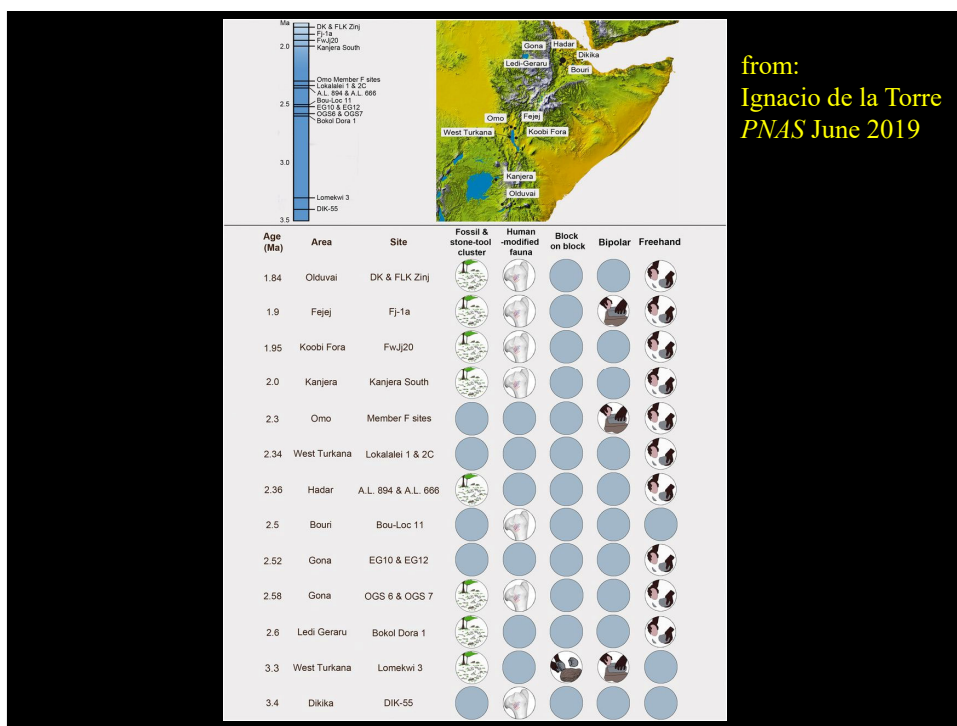 Ma
DK & FLK Zinj
Fj-1a
FwJj20
2.0
Kanjera South
Omo Member F sites
Lokalalei 1 & 2C
A.L. 894 & A.L. 666
2.5
Bou-Loc 11
EG10 & EG12
OGS6 & OGS7
Bokol Dora 1
3.0
Lomekwi 3
DIK-55
3.5
Gona
Hadar
Dikika
Ledi-Geraru
Bouri
Omo
Fejej
West Turkana
Koobi Fora
Kanjera
Olduvai
from:
Ignacio de la Torre
PNAS June 2019
Age (Ma) Area Site Fossil & stone-tool cluster Human -modified fauna Block on block Bipolar Freehand
1.84 Olduvai DK & FLK Zinj
1.9 Fejej Fj-1a
1.95 Koobi Fora FwJj20
2.0 Kanjera Kanjera South
2.3 Omo Member F sites
2.34 West Turkana Lokalalei 1 & 2C
2.36 Hadar A.L. 894 & A.L. 666
2.5 Bouri Bou-Loc 11
2.52 Gona EG10 & EG12
2.58 Gona OGS 6 & OGS 7
2.6 Ledi Geraru Bokol Dora 1
3.3 West Turkana Lomekwi 3
3.4 Dikika DIK-55